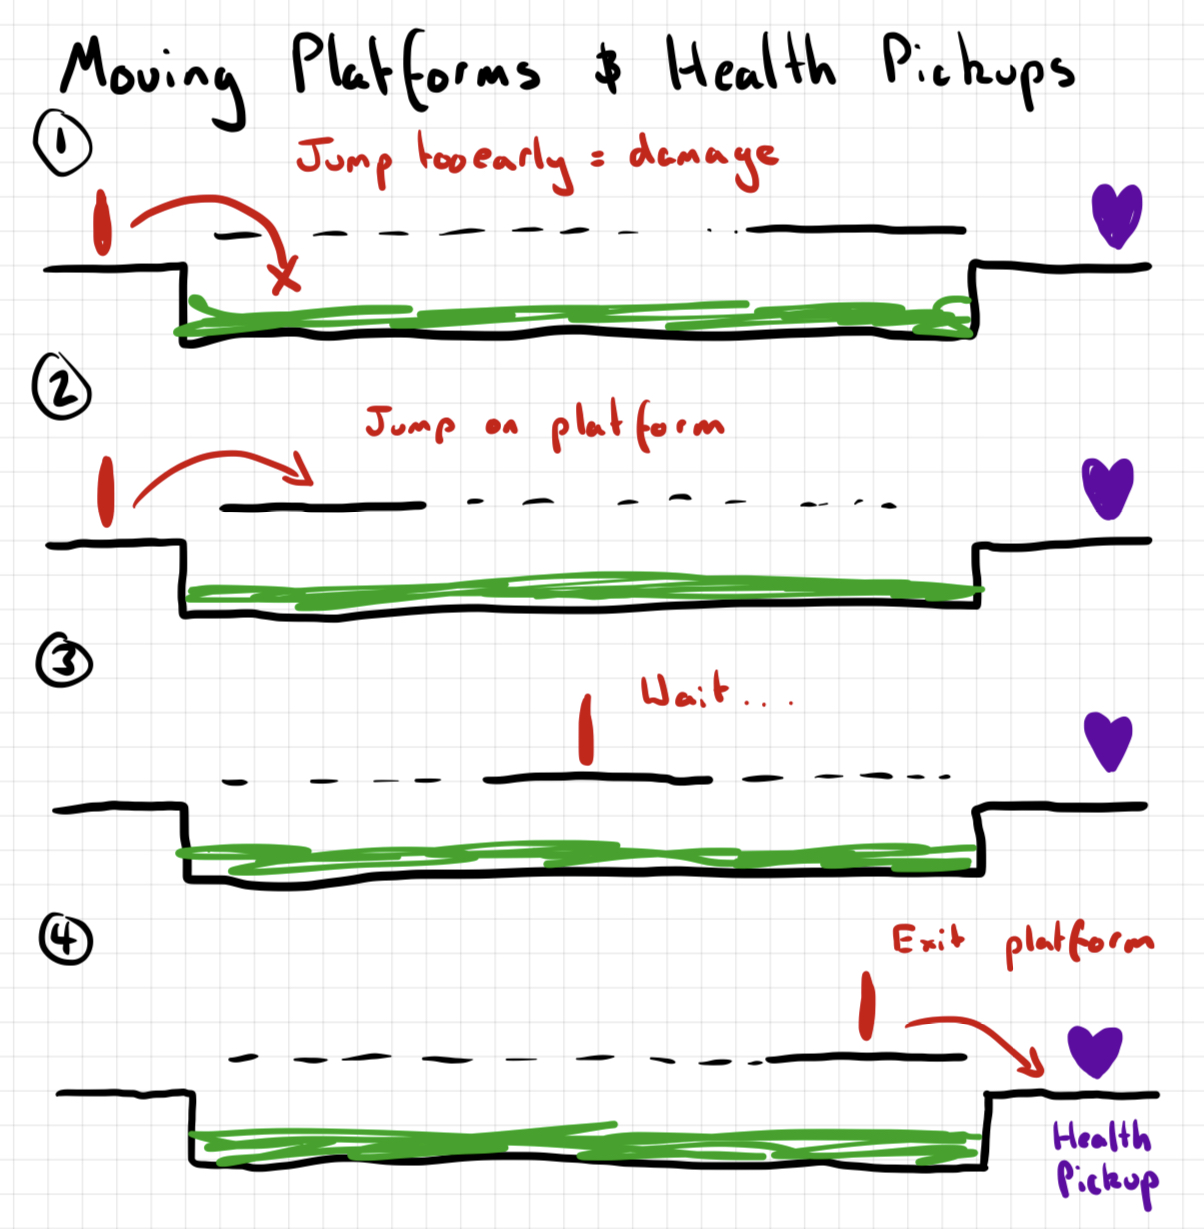 Moving Platforms & Health Pickups
1
Jump too early = damage
2
Jump on platform
3
Wait...
4
Exit platform
Health
Pickup